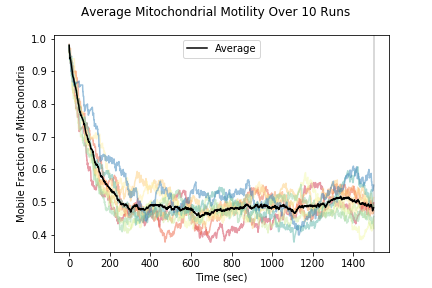 Average Mitochondrial Motility Over 10 Runs
Average
Mobile Fraction of Mitochondria
1.0
0.9
0.8
0.7
0.6
0.5
0.4
0 200 400 600 800 1000 1200 1400
Time (sec)